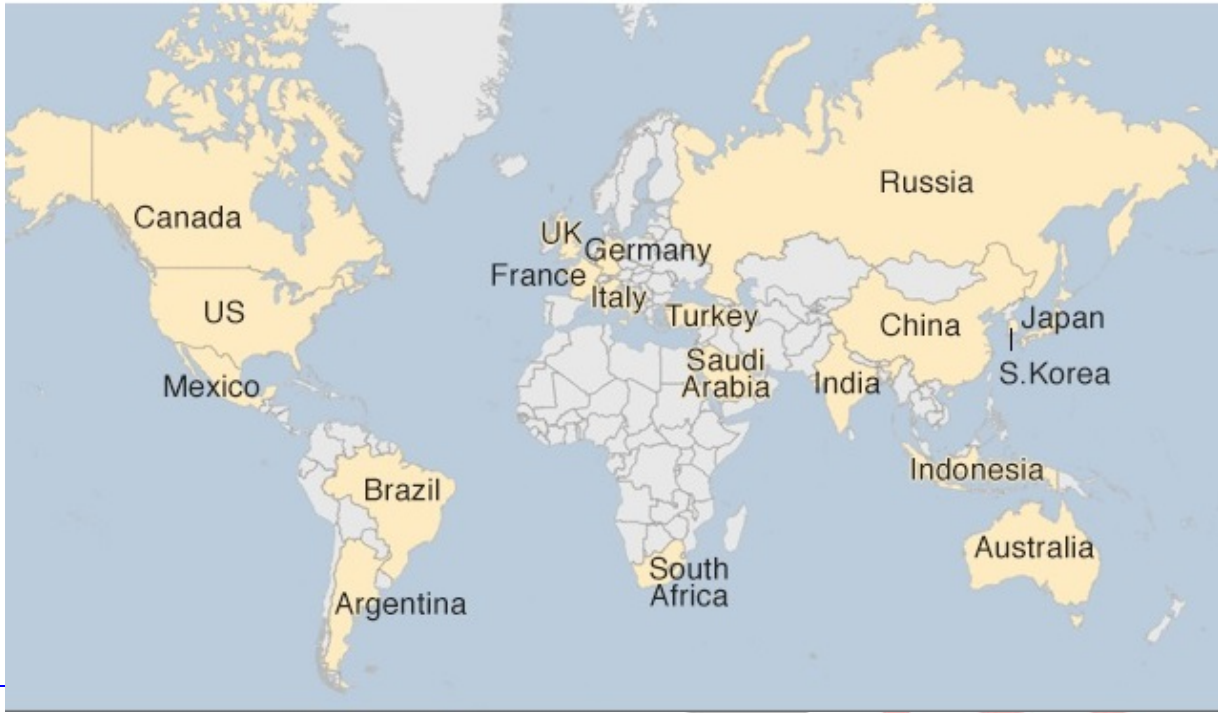 Russia
Canada
UK
Germany
France
Italy
US
Turkey
China
Japan
Saudi
Arabia
India
S.Korea
Mexico
Indonesia
Brazil
Australia
South
Africa
Argentina